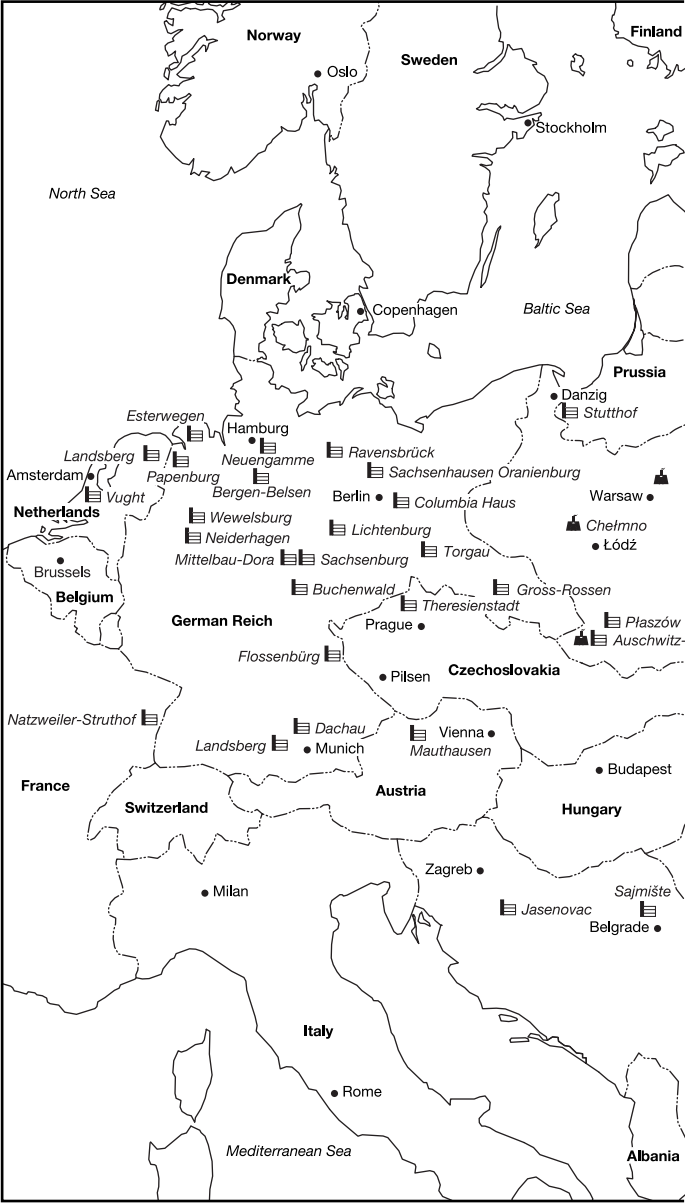 Norway
Finland
Sweden
Oslo
Stockholm
North Sea
Denmark
Copenhagen
Baltic Sea
Prussia
Danzig
Stutthof
Esterwegen
Hamburg
Landsberg
Neuengamme
Ravensbrück
Papenburg
Amsterdam
Sachsenhausen Oranienburg
Bergen-Belsen
Vught
Berlin
Columbia Haus
Warsaw
Netherlands
Wewelsburg
Chełmno
Neiderhagen
Lichtenburg
Łódź
Mittelbau-Dora
Sachsenburg
Torgau
Brussels
Belgium
Buchenwald
Gross-Rossen
Theresienstadt
German Reich
Prague
Płaszów
Auschwitz-
Flossenbürg
Czechoslovakia
Pilsen
Natzweiler-Struthof
Dachau
Vienna
Landsberg
Munich
Mauthausen
Budapest
France
Austria
Switzerland
Hungary
Zagreb
Milan
Sajmište
Jasenovac
Belgrade
Italy
Rome
Mediterranean Sea
Albania